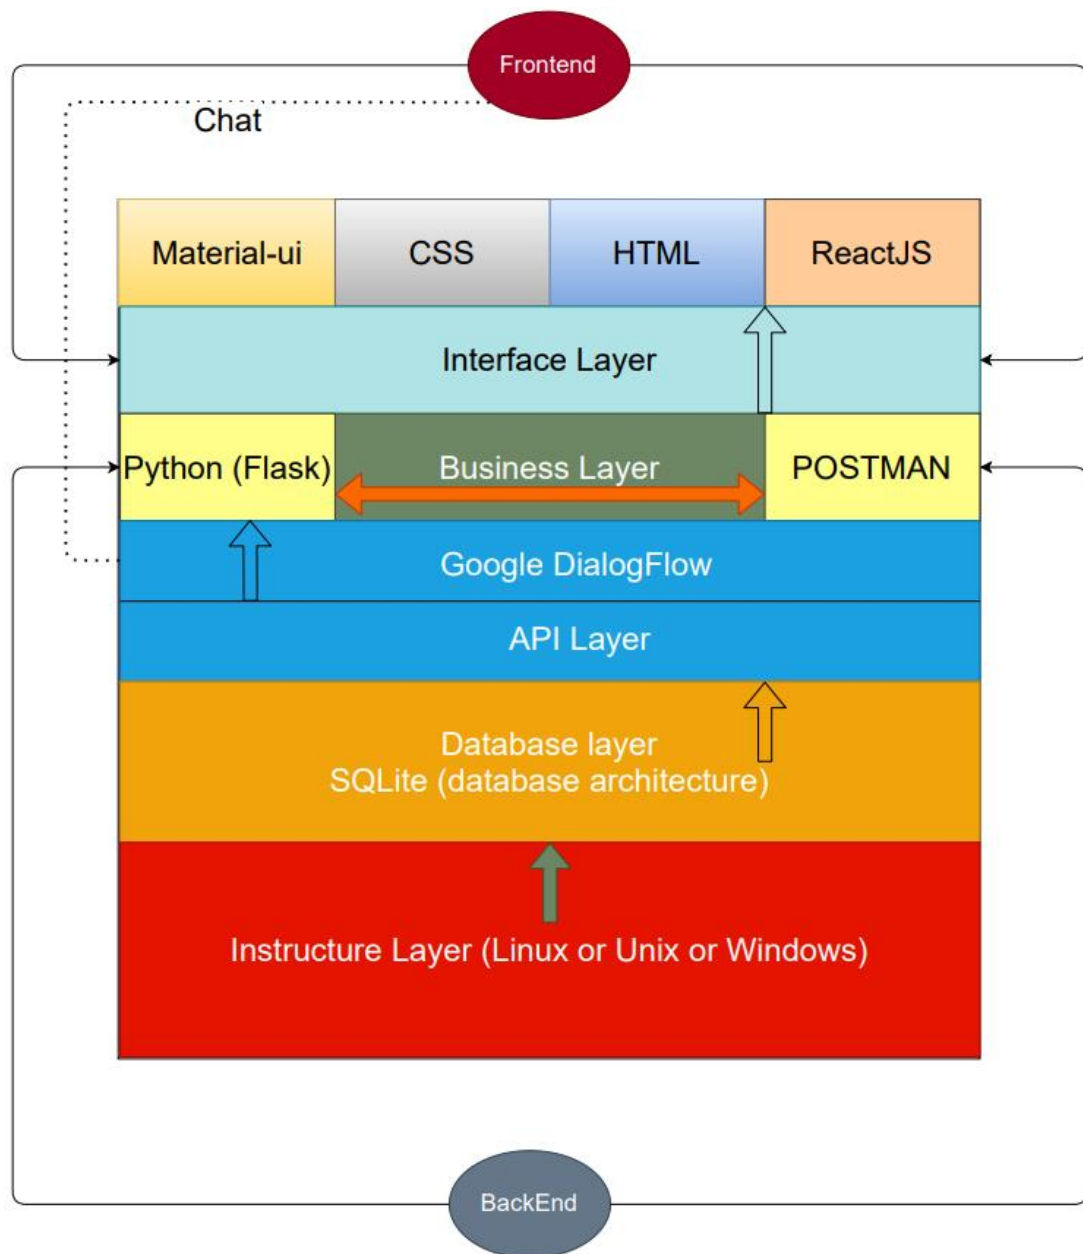 Frontend
Chat
Material-ui
CSS
HTML
ReactJS
Interface Layer
Python (Flask)
Business Layer
POSTMAN
Google DialogFlow
API Layer
Database layer
SQLite (database architecture)
Instructure Layer (Linux or Unix or Windows)
BackEnd